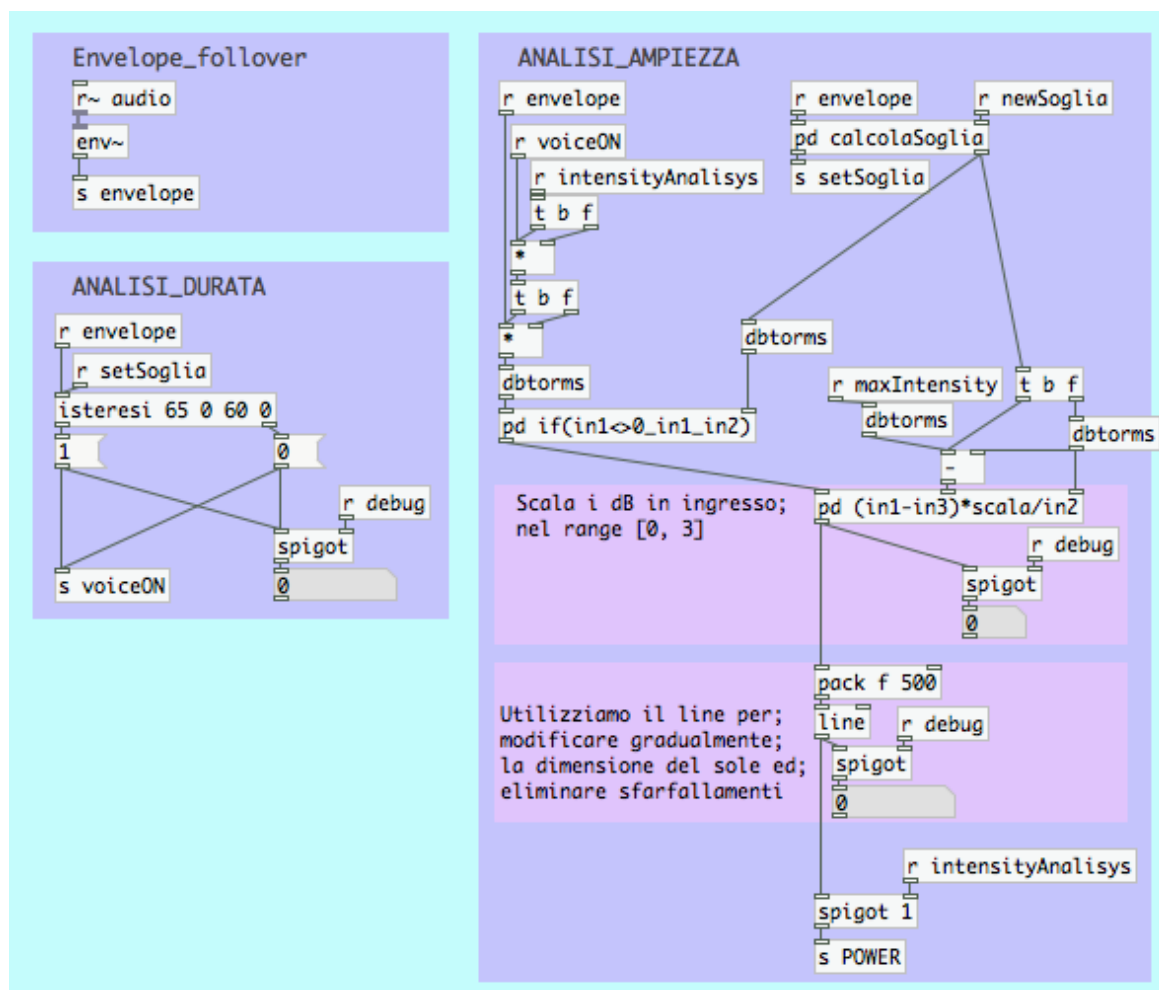 Envelope_follover
r~ audio
env~
s envelope
ANALISI_DURATA
r envelope
r setSoglia
isteresi 65 0 60 0
1
0
r debug
spigot
s voiceON
0
ANALISI_AMPIEZZA
r envelope
r envelope
r newSoglia
r voiceON
pd calcolaSoglia
r intensityAnalisys
s setSoglia
t b f
*
t b f
*
dbtorms
dbtorms
r maxIntensity
t b f
pd if(in1<>0_in1_in2)
dbtorms
dbtorms
-
Scala i dB in ingresso;
nel range [0, 3]
pd (in1-in3)*scala/in2
r debug
spigot
0
pack f 500
Utilizziamo il line per;
modificare gradualmente;
la dimensione del sole ed;
eliminare sfarfallamenti
line
r debug
spigot
0
r intensityAnalisys
spigot 1
s POWER